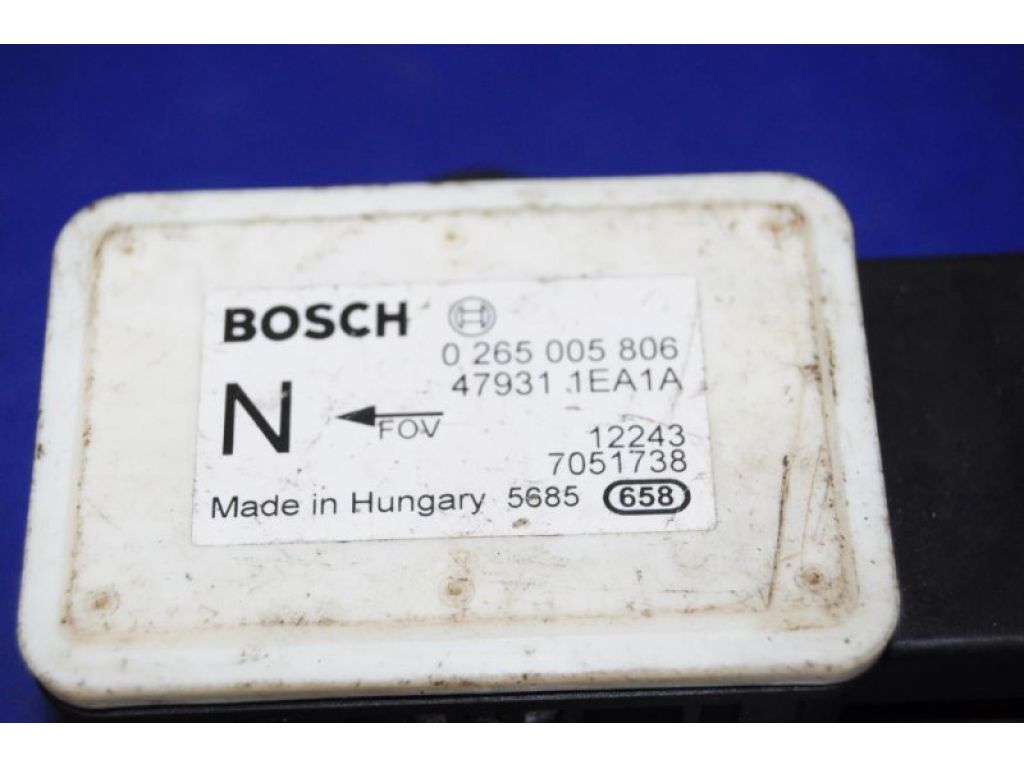 BOSCH
0 265 005 806
47931 1EA1A
N
FOV
12243
7051738
Made in Hungary 5685 658